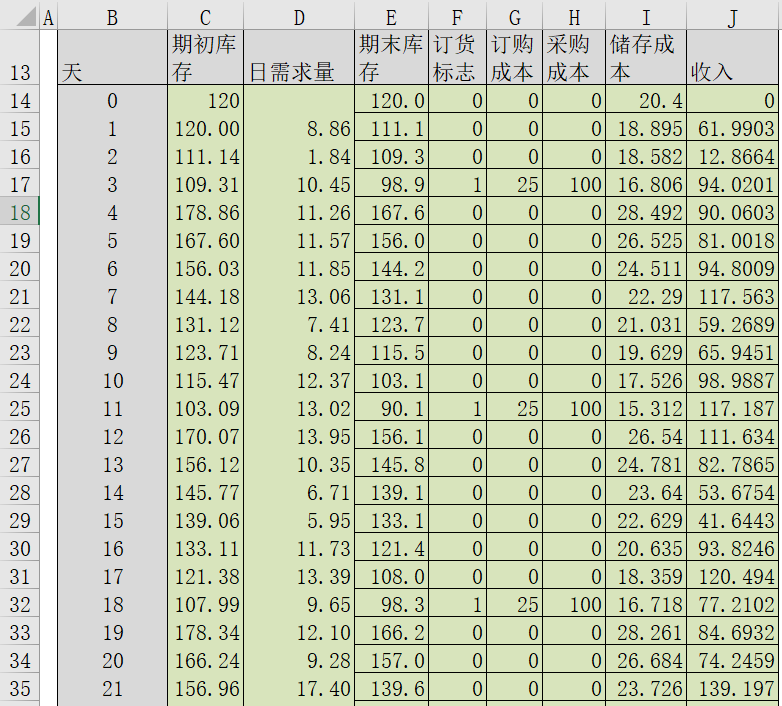 A B C D E F G H I J
13 天 期初库存 日需求量 期末库存 订货标志 订购成本 采购成本 储存成本 收入
14 0 120 120.0 0 0 0 20.4 0
15 1 120.00 8.86 111.1 0 0 0 18.895 61.9903
16 2 111.14 1.84 109.3 0 0 0 18.582 12.8664
17 3 109.31 10.45 98.9 1 25 100 16.806 94.0201
18 4 178.86 11.26 167.6 0 0 0 28.492 90.0603
19 5 167.60 11.57 156.0 0 0 0 26.525 81.0018
20 6 156.03 11.85 144.2 0 0 0 24.511 94.8009
21 7 144.18 13.06 131.1 0 0 0 22.29 117.563
22 8 131.12 7.41 123.7 0 0 0 21.031 59.2689
23 9 123.71 8.24 115.5 0 0 0 19.629 65.9451
24 10 115.47 12.37 103.1 0 0 0 17.526 98.9887
25 11 103.09 13.02 90.1 1 25 100 15.312 117.187
26 12 170.07 13.95 156.1 0 0 0 26.54 111.634
27 13 156.12 10.35 145.8 0 0 0 24.781 82.7865
28 14 145.77 6.71 139.1 0 0 0 23.64 53.6754
29 15 139.06 5.95 133.1 0 0 0 22.629 41.6443
30 16 133.11 11.73 121.4 0 0 0 20.635 93.8246
31 17 121.38 13.39 108.0 0 0 0 18.359 120.494
32 18 107.99 9.65 98.3 1 25 100 16.718 77.2102
33 19 178.34 12.10 166.2 0 0 0 28.261 84.6932
34 20 166.24 9.28 157.0 0 0 0 26.684 74.2459
35 21 156.96 17.40 139.6 0 0 0 23.726 139.197